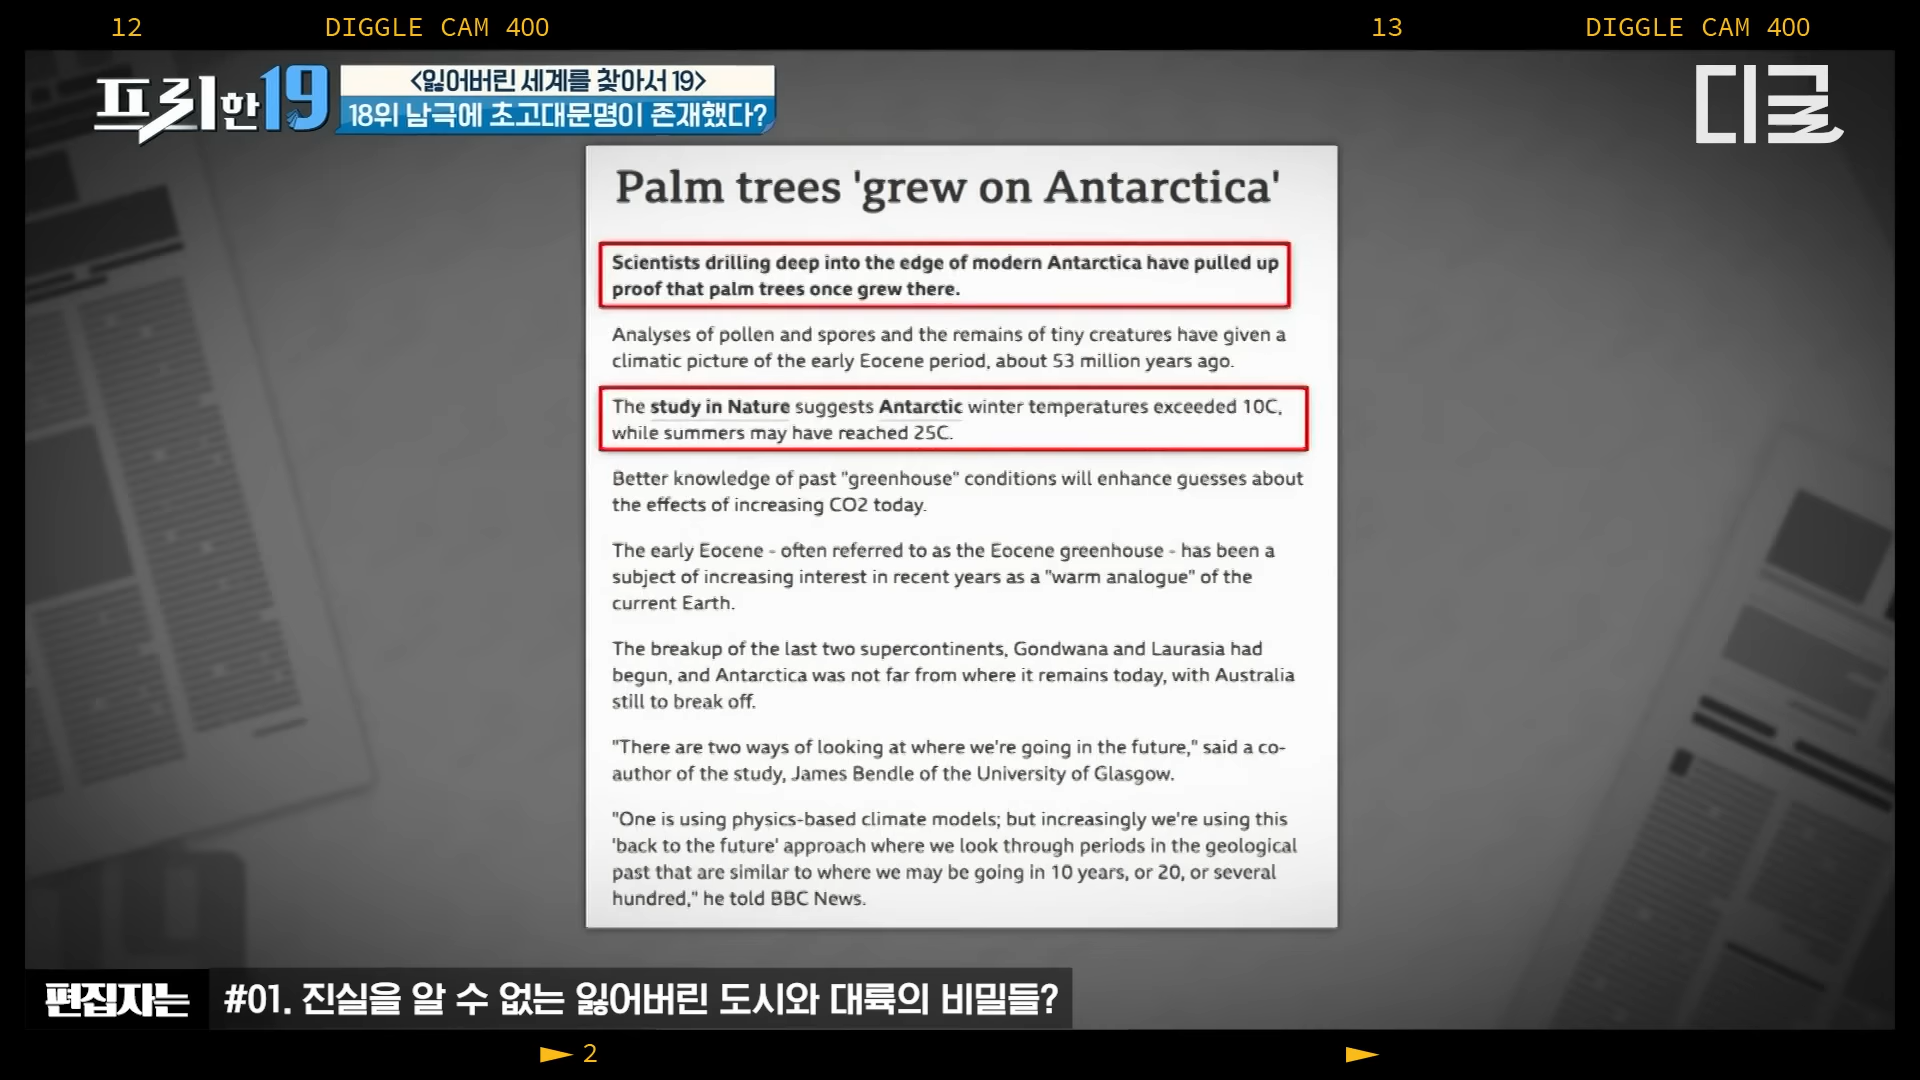 12 DIGGLE CAM 400 13 DIGGLE CAM 400
프리한19
<잃어버린 세계를 찾아서 19>
18위 남극에 초고대문명이 존재했다?
디글
Palm trees 'grew on Antarctica'
Scientists drilling deep into the edge of modern Antarctica have pulled up
proof that palm trees once grew there.
Analyses of pollen and spores and the remains of tiny creatures have given a
climatic picture of the early Eocene period, about 53 million years ago.
The study in Nature suggests Antarctic winter temperatures exceeded 10C,
while summers may have reached 25C.
Better knowledge of past "greenhouse" conditions will enhance guesses about
the effects of increasing CO2 today.
The early Eocene - often referred to as the Eocene greenhouse - has been a
subject of increasing interest in recent years as a "warm analogue" of the
current Earth.
The breakup of the last two supercontinents, Gondwana and Laurasia had
begun, and Antarctica was not far from where it remains today, with Australia
still to break off.
"There are two ways of looking at where we're going in the future," said a co-
author of the study, James Bendle of the University of Glasgow.
"One is using physics-based climate models; but increasingly we're using this
'back to the future' approach where we look through periods in the geological
past that are similar to where we may be going in 10 years, or 20, or several
hundred," he told BBC News.
편집자는
#01. 진실을 알 수 없는 잃어버린 도시와 대륙의 비밀들?
2